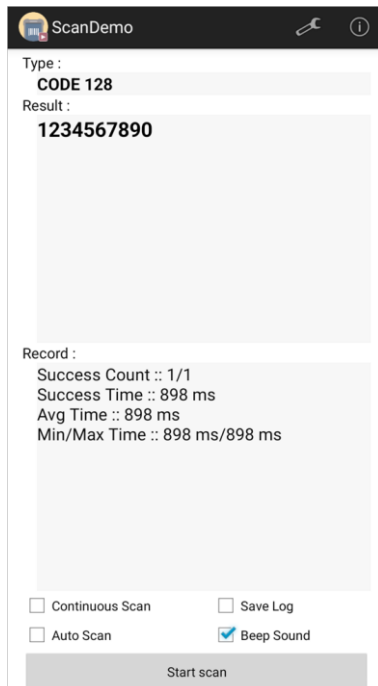 ScanDemo
Type :
CODE 128
Result :
1234567890
Record :
Success Count :: 1/1
Success Time :: 898 ms
Avg Time :: 898 ms
Min/Max Time :: 898 ms/898 ms
Continuous Scan
Save Log
Auto Scan
Beep Sound
Start scan